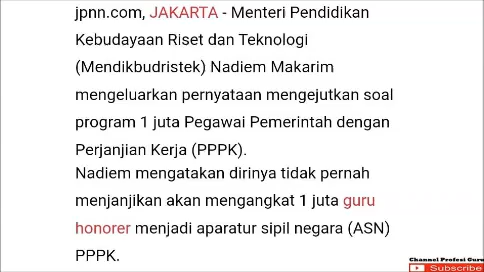 jpnn.com, JAKARTA - Menteri Pendidikan
Kebudayaan Riset dan Teknologi
(Mendikbudristek) Nadiem Makarim
mengeluarkan pernyataan mengejutkan soal
program 1 juta Pegawai Pemerintah dengan
Perjanjian Kerja (PPPK).
Nadiem mengatakan dirinya tidak pernah
menjanjikan akan mengangkat 1 juta guru
honorer menjadi aparatur sipil negara (ASN)
PPPK.
Channel Profesi Guru
Subscribe